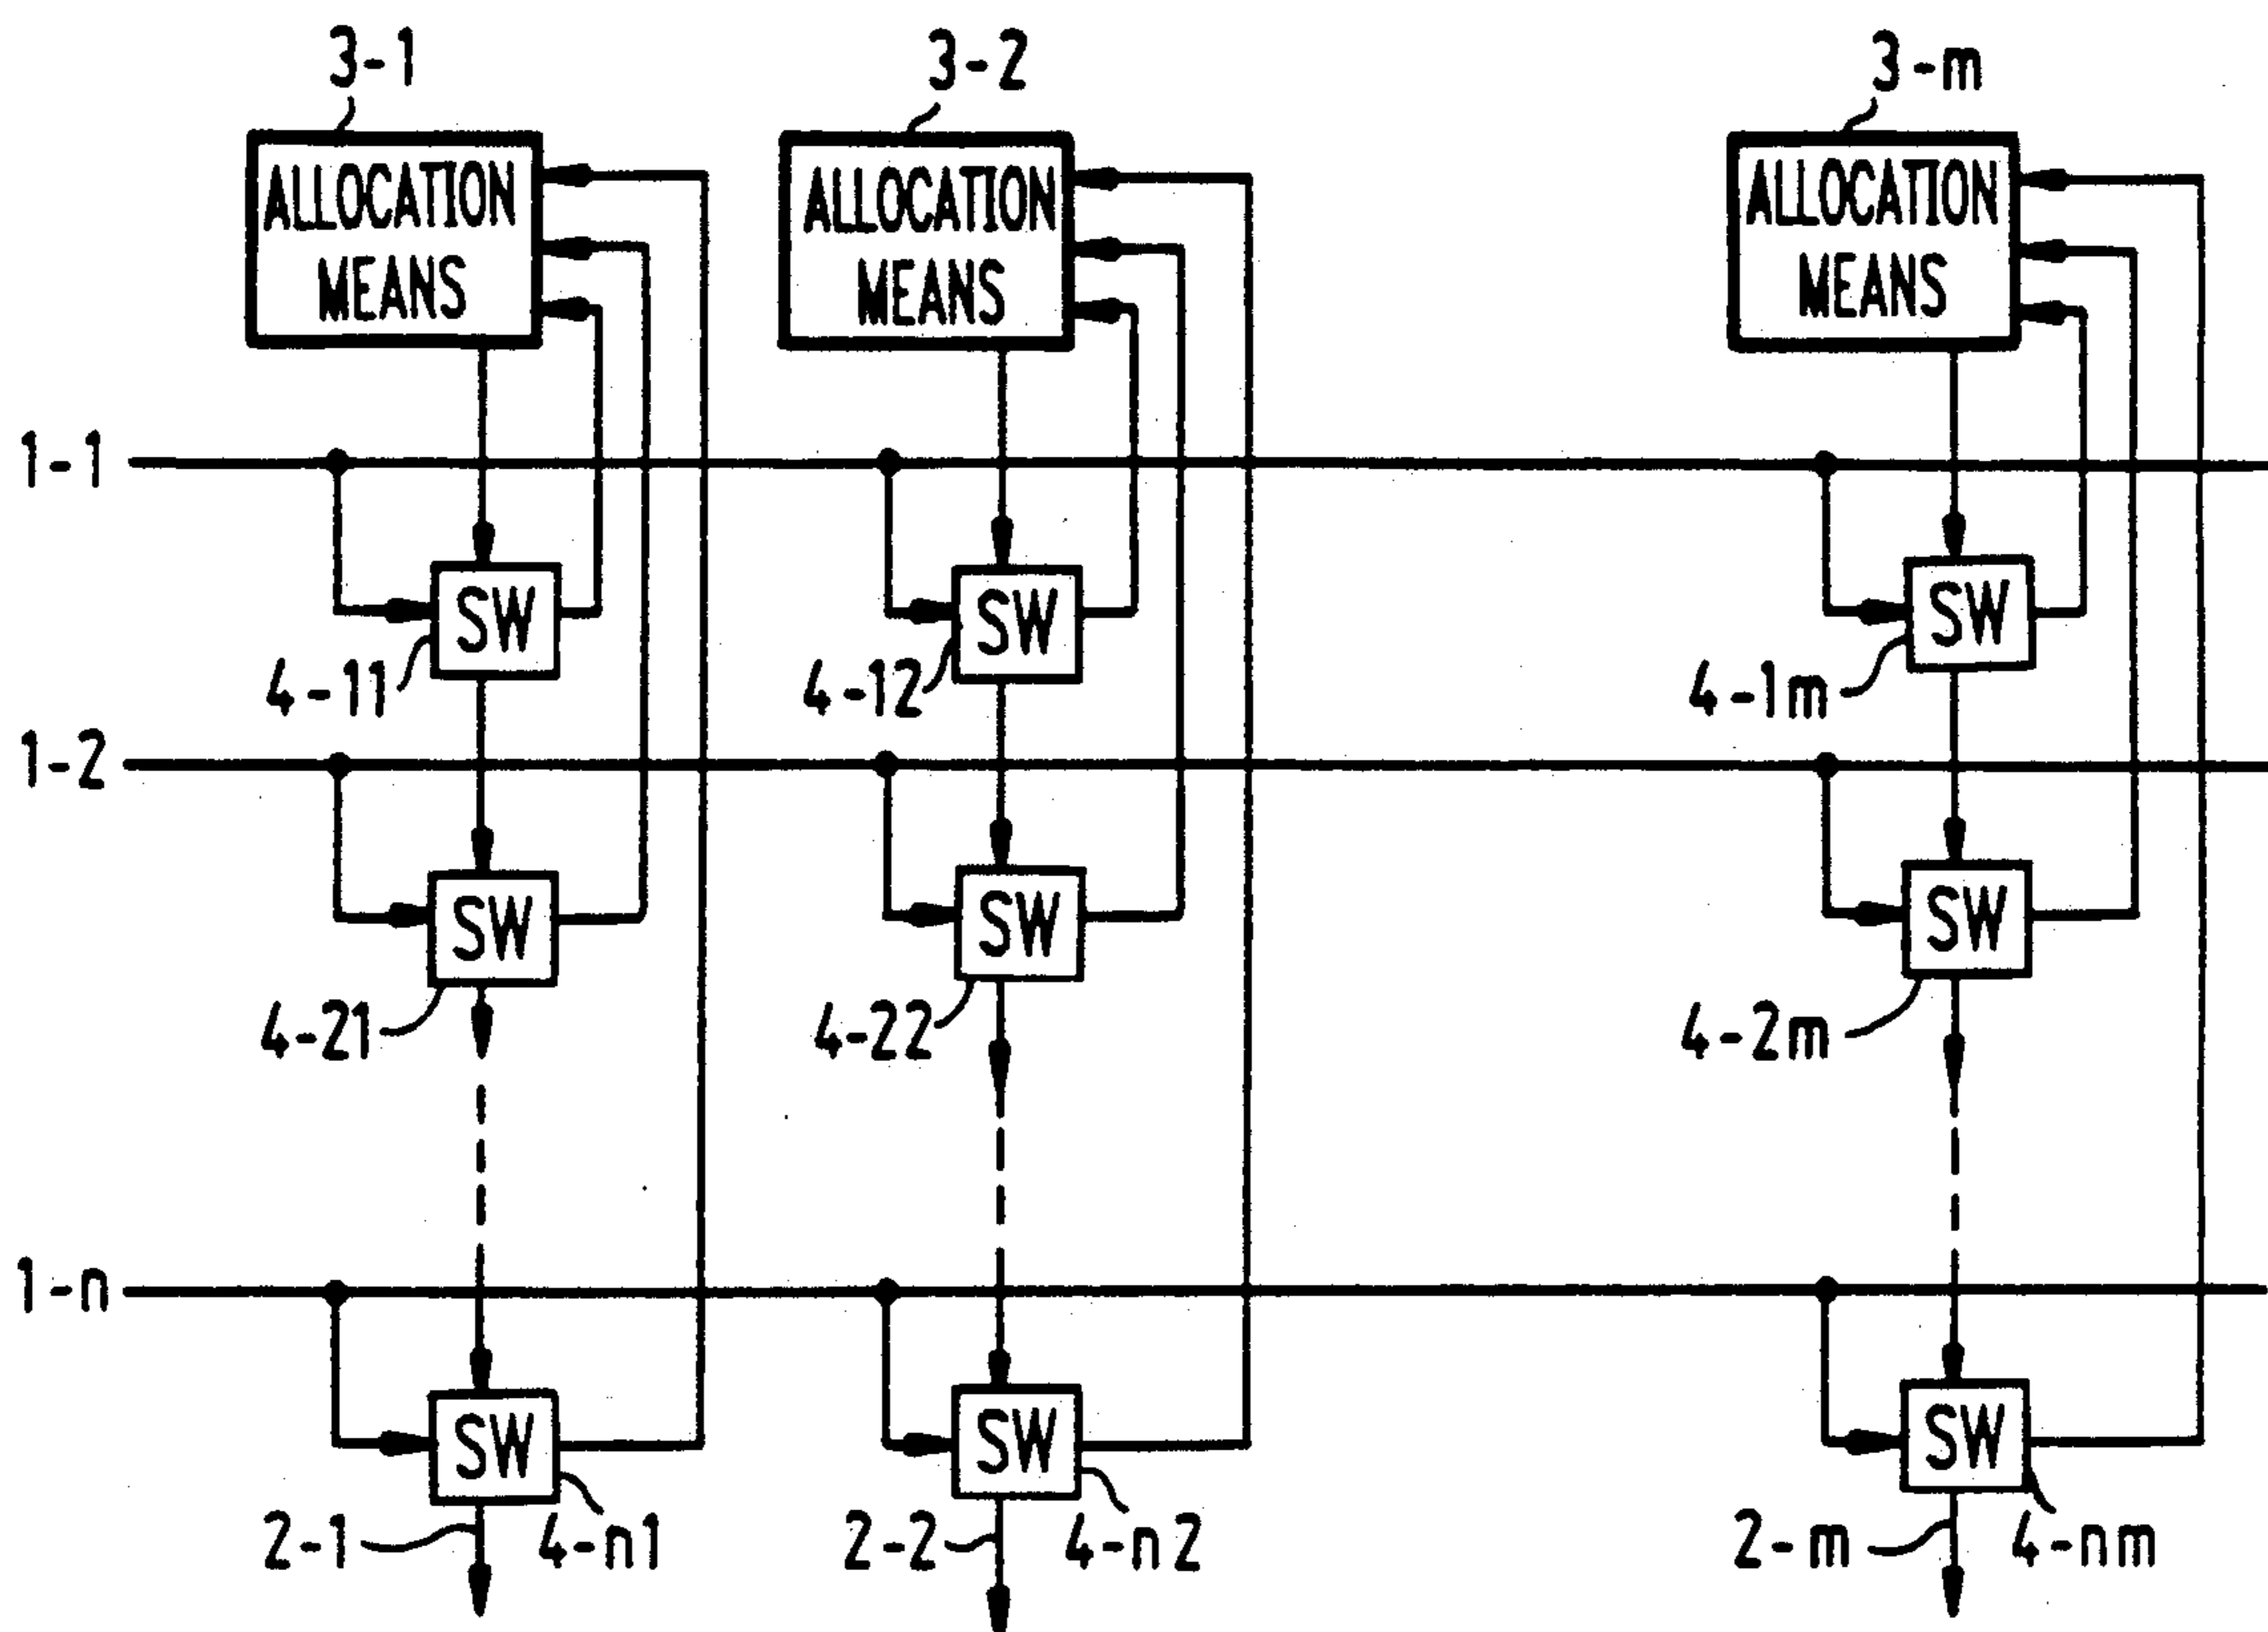 3-1 3-2 3-m
ALLOCATION MEANS
ALLOCATION MEANS
ALLOCATION MEANS
1-1
SW SW SW
4-11 4-12 4-1m
1-2
SW SW SW
4-21 4-22 4-2m
1-n
SW SW SW
2-1 4-n1 2-2 4-n2 2-m 4-nm